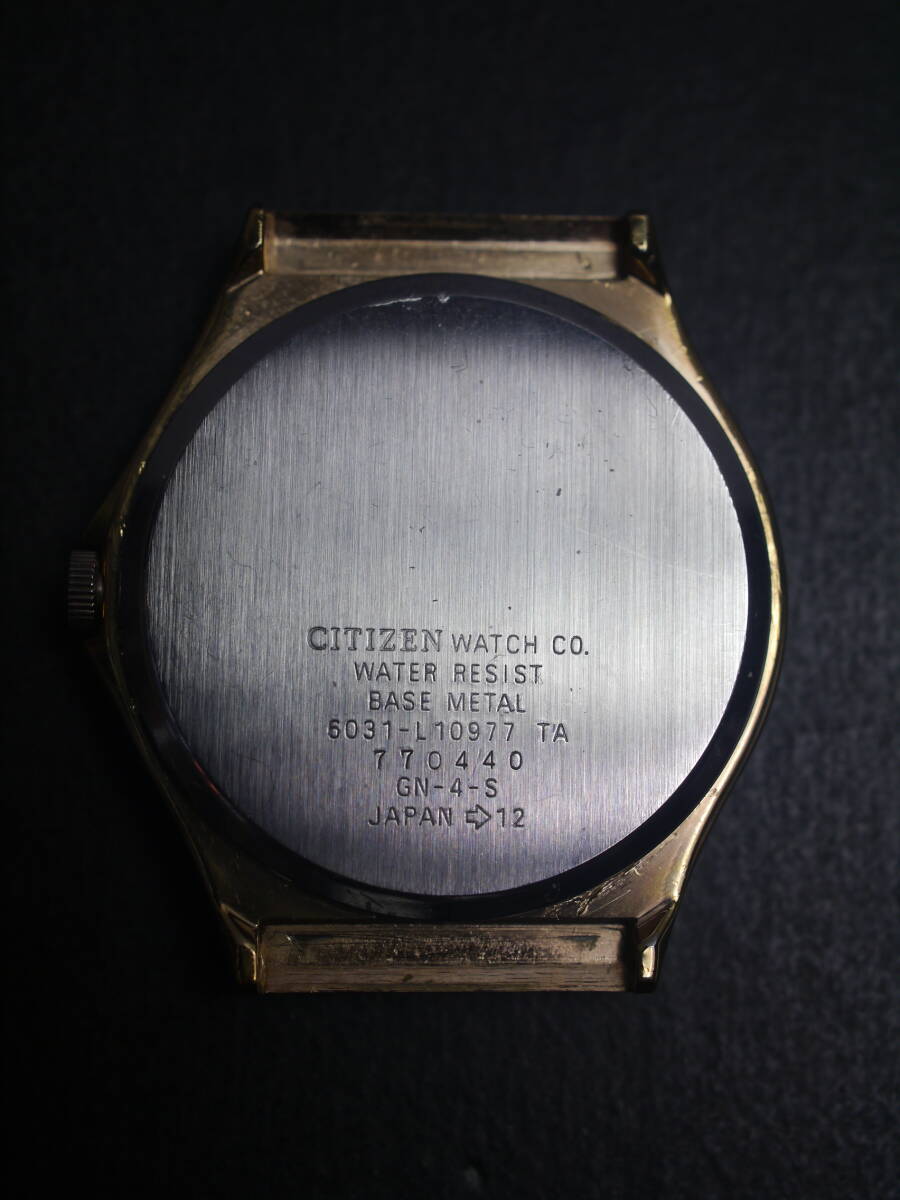 CITIZEN WATCH CO.
WATER RESIST
BASE METAL
6031-L10977 TA
770440
GN-4-S
JAPAN ⇨12